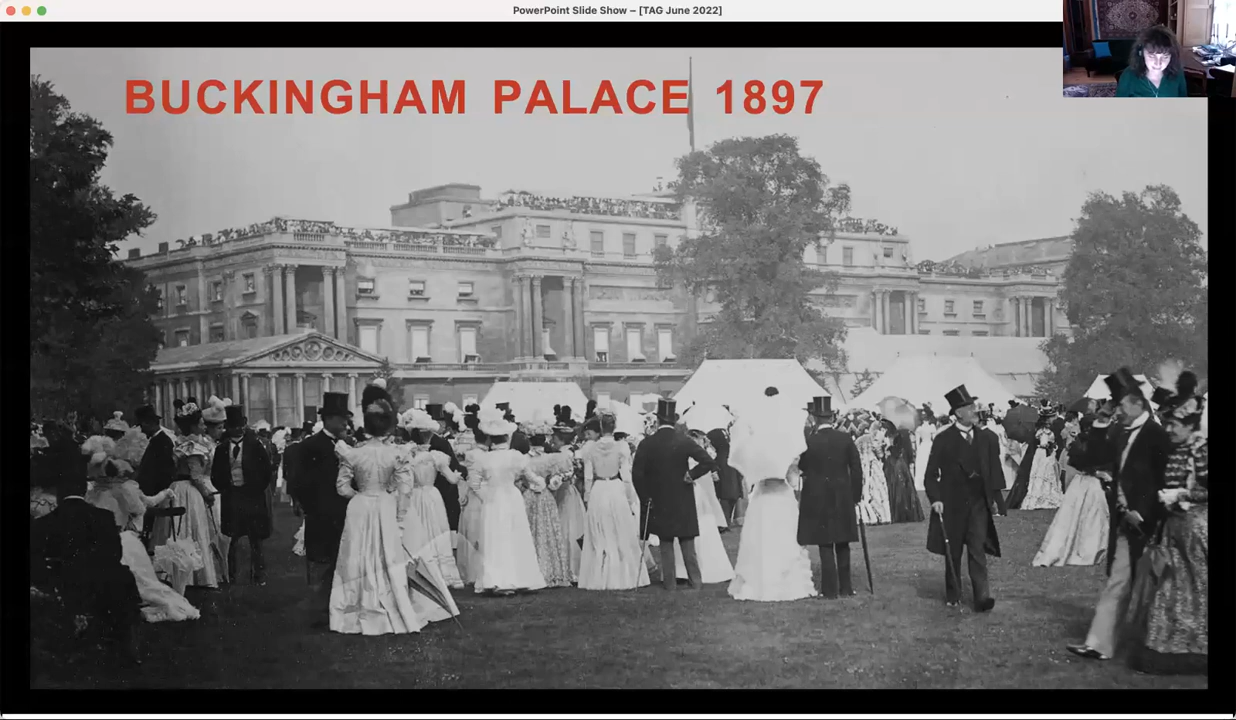 PowerPoint Slide Show – [TAG June 2022]
BUCKINGHAM PALACE 1897